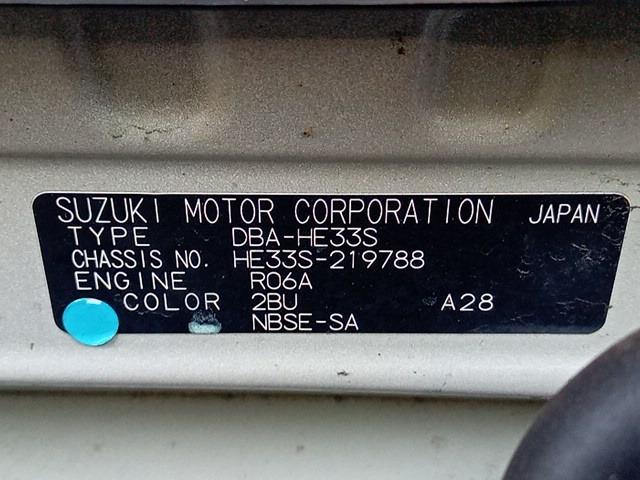 SUZUKI MOTOR CORPORATION JAPAN
TYPE DBA-HE33S
CHASSIS NO. HE33S-219788
ENGINE R06A
COLOR 2BU A28
NBSE-SA